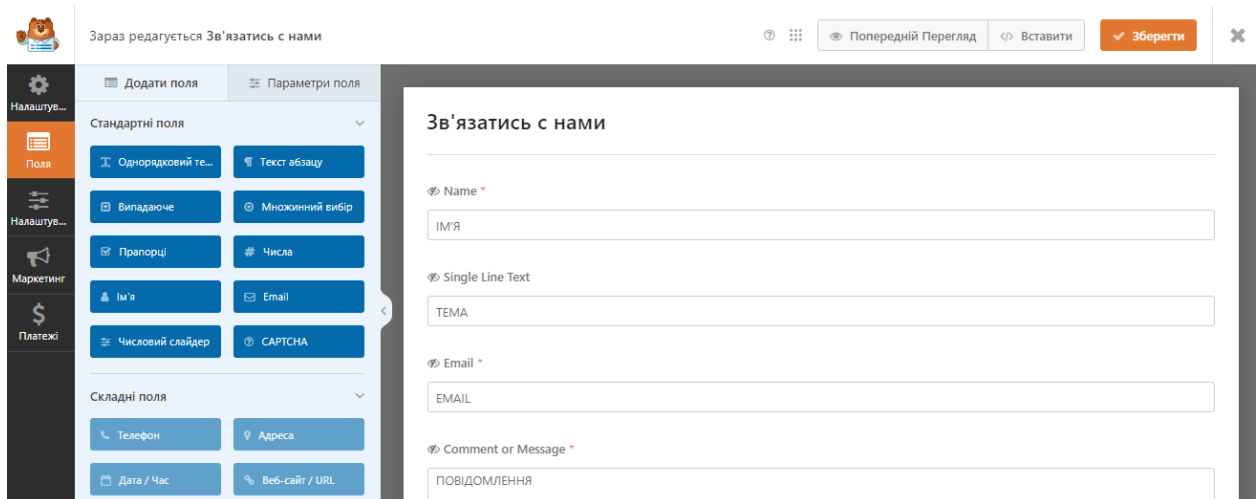 Зараз редагується Зв'язатись с нами
Попередній Перегляд
</> Вставити
Зберегти
Налаштув...
Поля
Налаштув...
Маркетинг
Платежі
Додати поля
Параметри поля
Стандартні поля
Однорядковий те...
Текст абзацу
Випадаюче
Множинний вибір
Прапорці
Числа
Ім'я
Email
Числовий слайдер
CAPTCHA
Складні поля
Телефон
Адреса
Дата / Час
Веб-сайт / URL
Зв'язатись с нами
Name *
ІМ'Я
Single Line Text
ТЕМА
Email *
EMAIL
Comment or Message *
ПОВІДОМЛЕННЯ